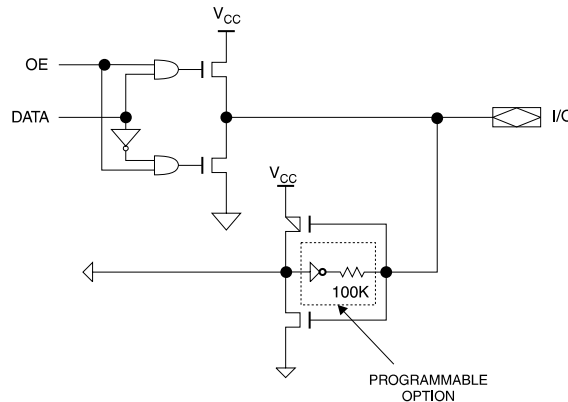 VCC
OE
DATA
I/O
VCC
100K
PROGRAMMABLE
OPTION